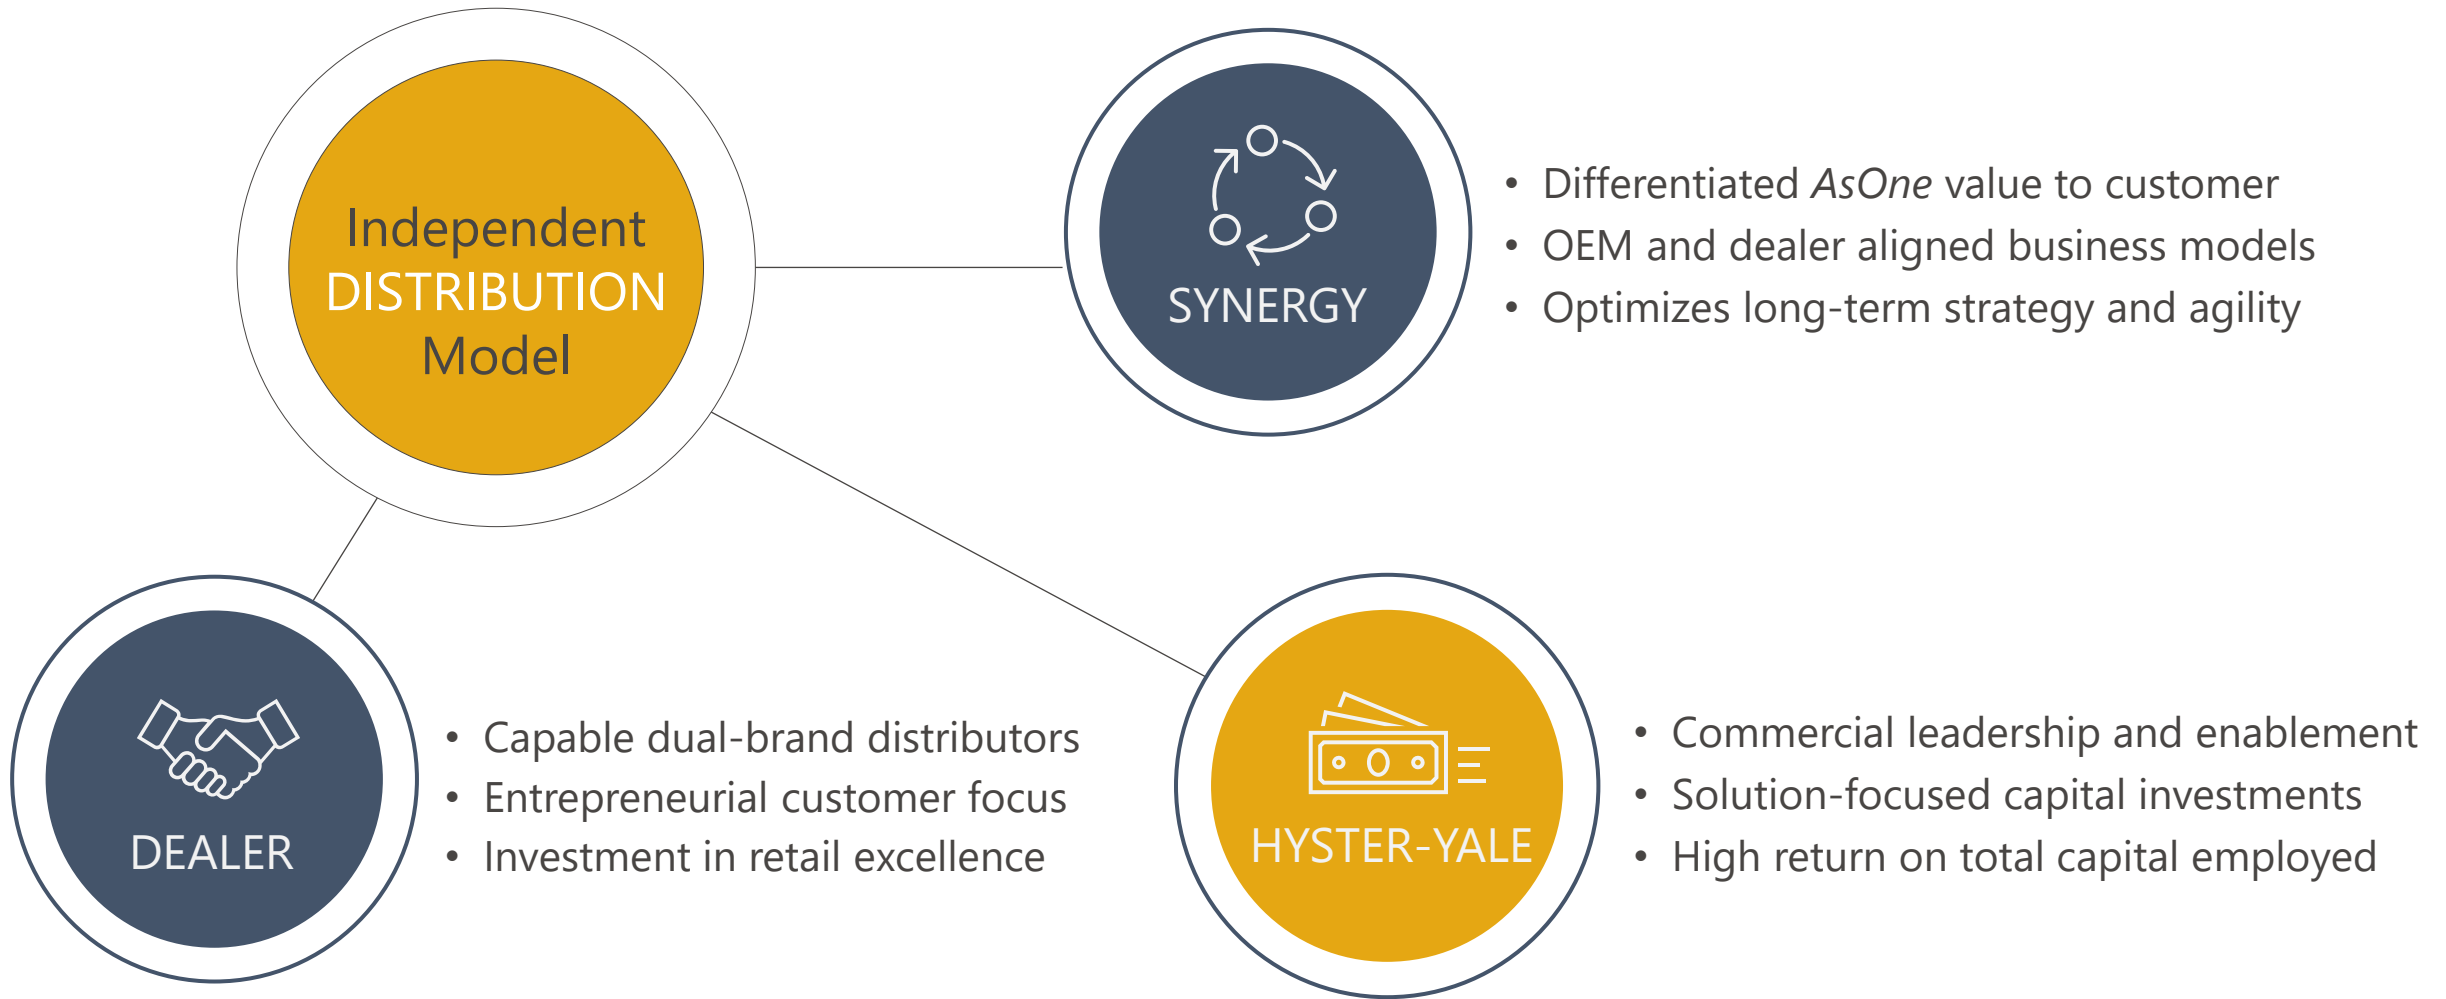 Independent
DISTRIBUTION
Model
SYNERGY
• Differentiated AsOne value to customer
• OEM and dealer aligned business models
• Optimizes long-term strategy and agility
DEALER
• Capable dual-brand distributors
• Entrepreneurial customer focus
• Investment in retail excellence
HYSTER-YALE
• Commercial leadership and enablement
• Solution-focused capital investments
• High return on total capital employed